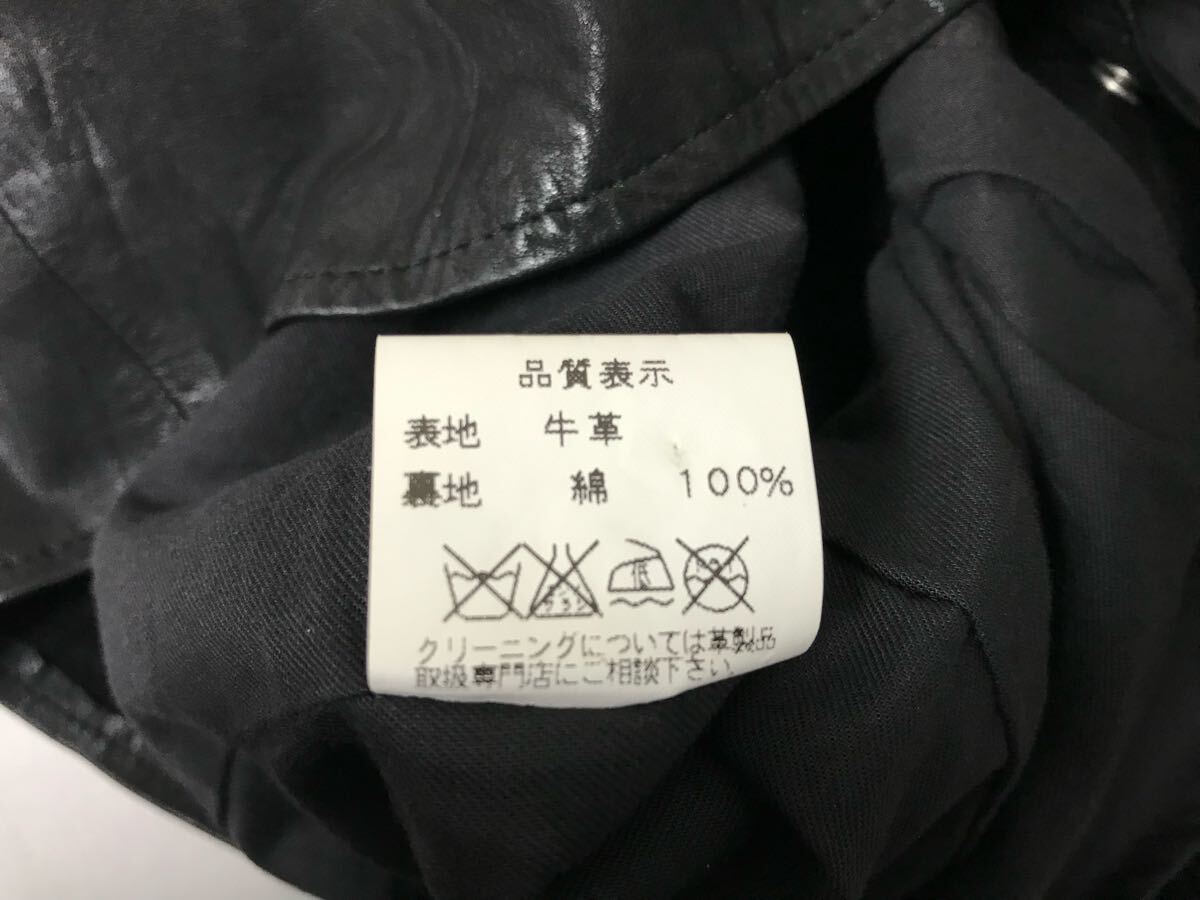 品質表示
表地 牛革
裏地 綿 100%
低
クリーニングについては革製品
取扱専門店にご相談下さい。